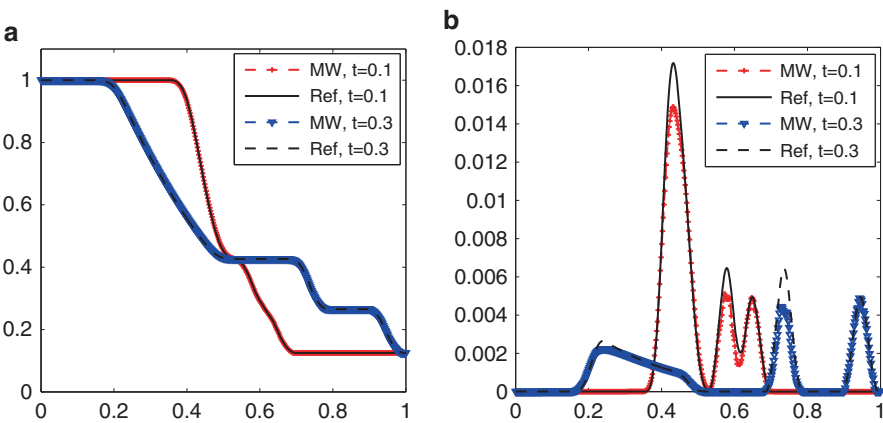 a
1
0.8
0.6
0.4
0.2
0
0 0.2 0.4 0.6 0.8 1
MW, t=0.1
Ref, t=0.1
MW, t=0.3
Ref, t=0.3
b
0.018
0.016
0.014
0.012
0.010
0.008
0.006
0.004
0.002
0
0 0.2 0.4 0.6 0.8 1
MW, t=0.1
Ref, t=0.1
MW, t=0.3
Ref, t=0.3